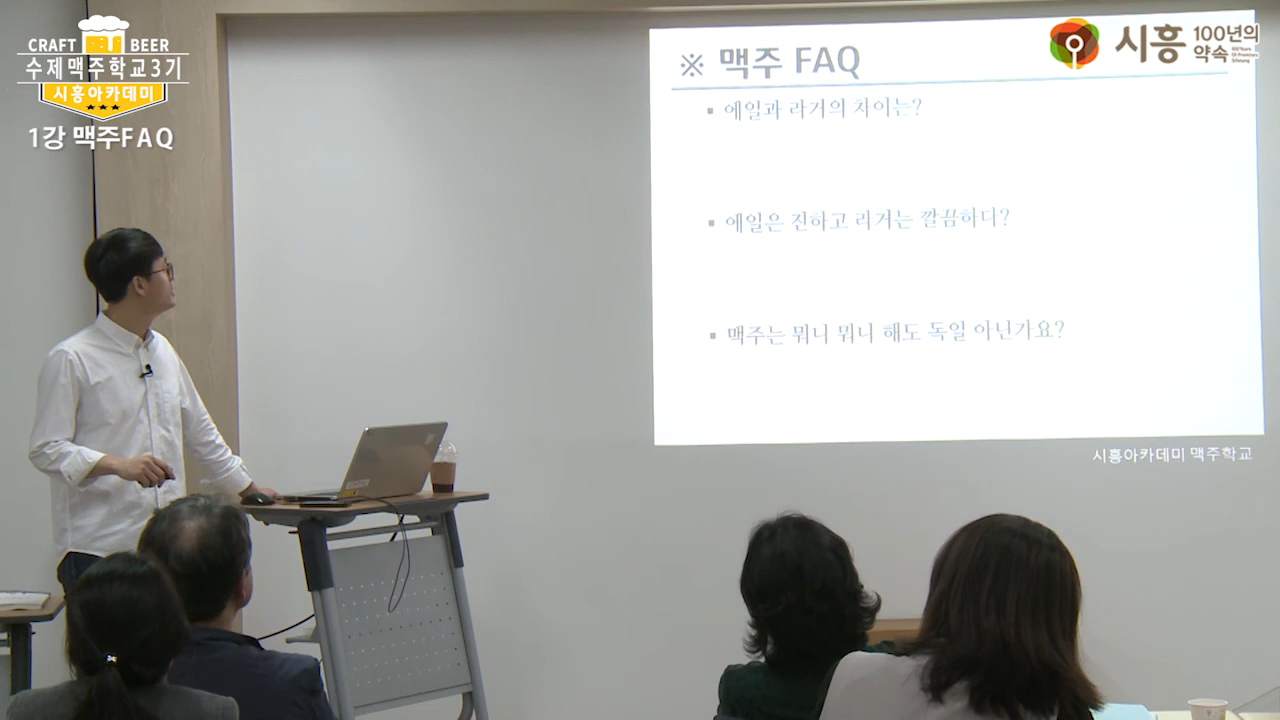 CRAFT BEER
수제맥주학교3기
시흥아카데미
1강 맥주FAQ
시흥 100년의 약속
※ 맥주 FAQ
▪ 에일과 라거의 차이는?
▪ 에일은 진하고 라거는 깔끔하다?
▪ 맥주는 뭐니 뭐니 해도 독일 아닌가요?
시흥아카데미 맥주학교